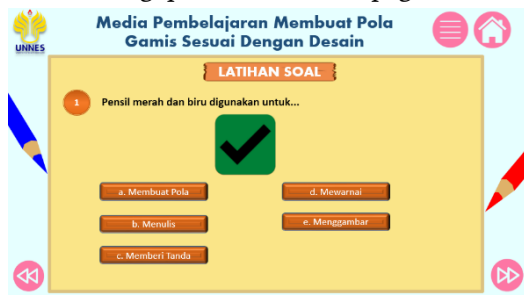 UNNES
Media Pembelajaran Membuat Pola
Gamis Sesuai Dengan Desain
LATIHAN SOAL
1 Pensil merah dan biru digunakan untuk...
a. Membuat Pola
b. Menulis
c. Memberi Tanda
d. Mewarnai
e. Menggambar